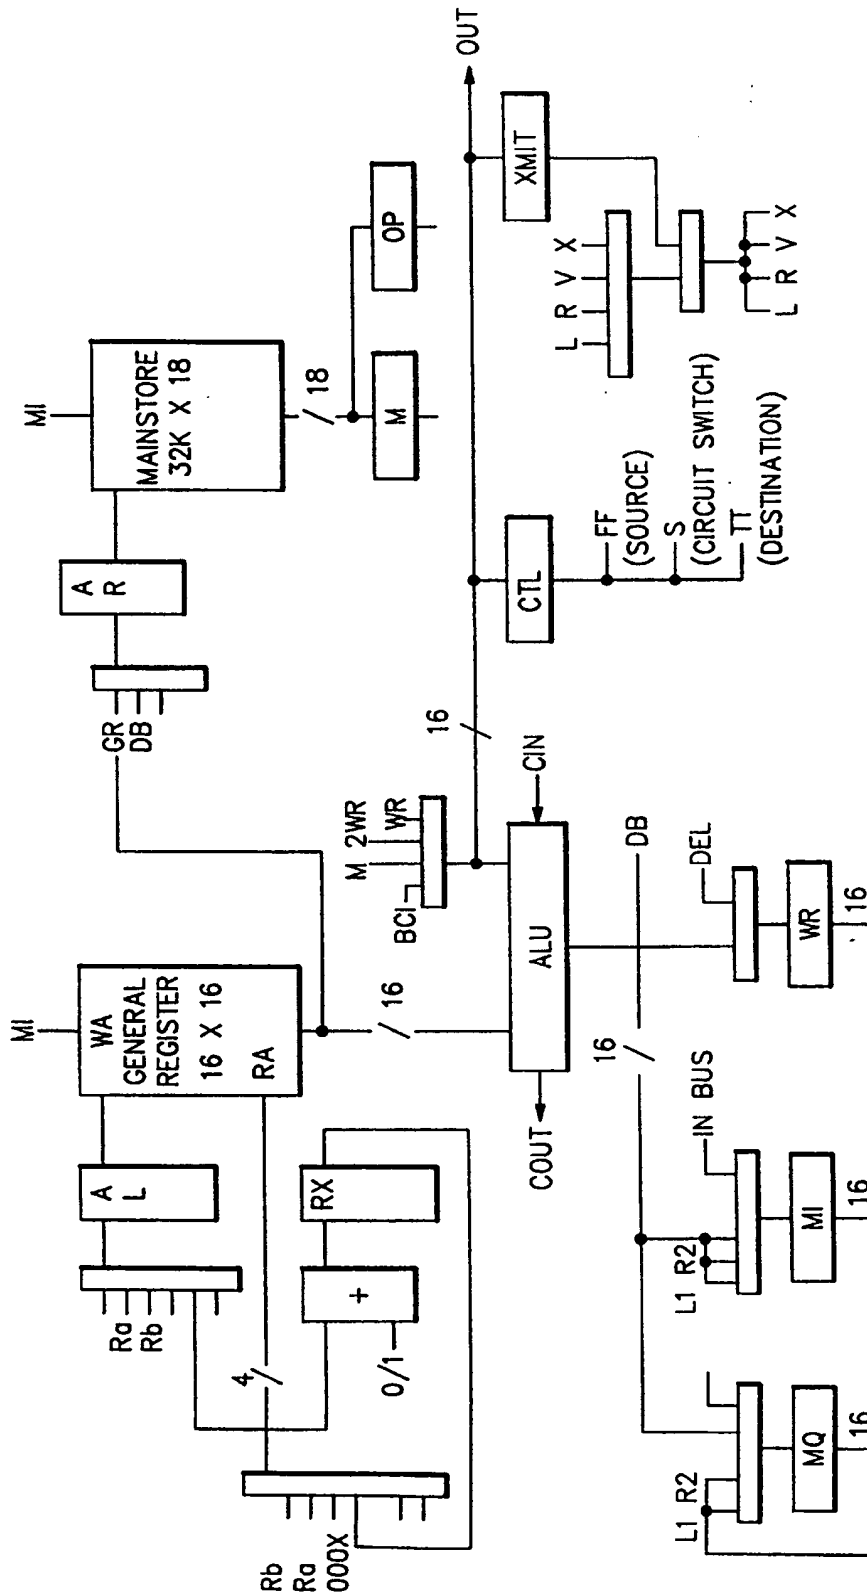 MI
WA
GENERAL
REGISTER
16 X 16
RA
A
L
Ra
Rb
4
RX
+
0/1
Rb
Ra
000X
16
GR
DB
A
R
MI
MAINSTORE
32K X 18
18
M
OP
BCI
M
2WR
WR
16
CIN
ALU
COUT
OUT
XMIT
L R V X
L R V X
CTL
FF
(SOURCE)
S
(CIRCUIT SWITCH)
TT
(DESTINATION)
DB
16
DEL
WR
16
IN BUS
L1 R2
MI
16
L1 R2
MQ
16